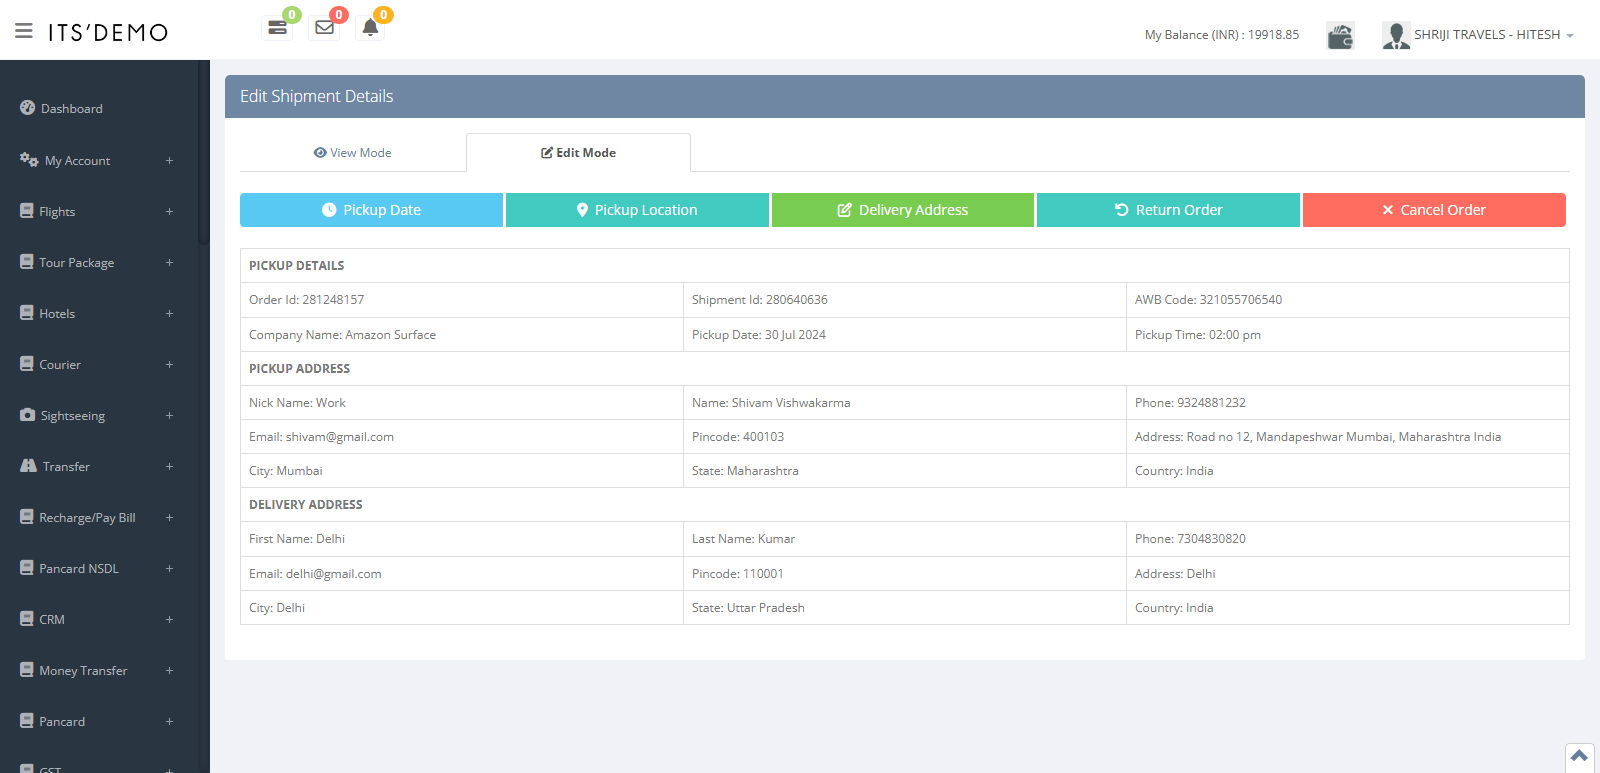 ITS'DEMO
0
0
0
My Balance (INR) : 19918.85
SHRIJI TRAVELS - HITESH
Dashboard
My Account +
Flights +
Tour Package +
Hotels +
Courier +
Sightseeing +
Transfer +
Recharge/Pay Bill +
Pancard NSDL +
CRM +
Money Transfer +
Pancard +
GST +
Edit Shipment Details
View Mode
Edit Mode
Pickup Date
Pickup Location
Delivery Address
Return Order
Cancel Order
PICKUP DETAILS
Order Id: 281248157
Shipment Id: 280640636
AWB Code: 321055706540
Company Name: Amazon Surface
Pickup Date: 30 Jul 2024
Pickup Time: 02:00 pm
PICKUP ADDRESS
Nick Name: Work
Name: Shivam Vishwakarma
Phone: 9324881232
Email: shivam@gmail.com
Pincode: 400103
Address: Road no 12, Mandapeshwar Mumbai, Maharashtra India
City: Mumbai
State: Maharashtra
Country: India
DELIVERY ADDRESS
First Name: Delhi
Last Name: Kumar
Phone: 7304830820
Email: delhi@gmail.com
Pincode: 110001
Address: Delhi
City: Delhi
State: Uttar Pradesh
Country: India